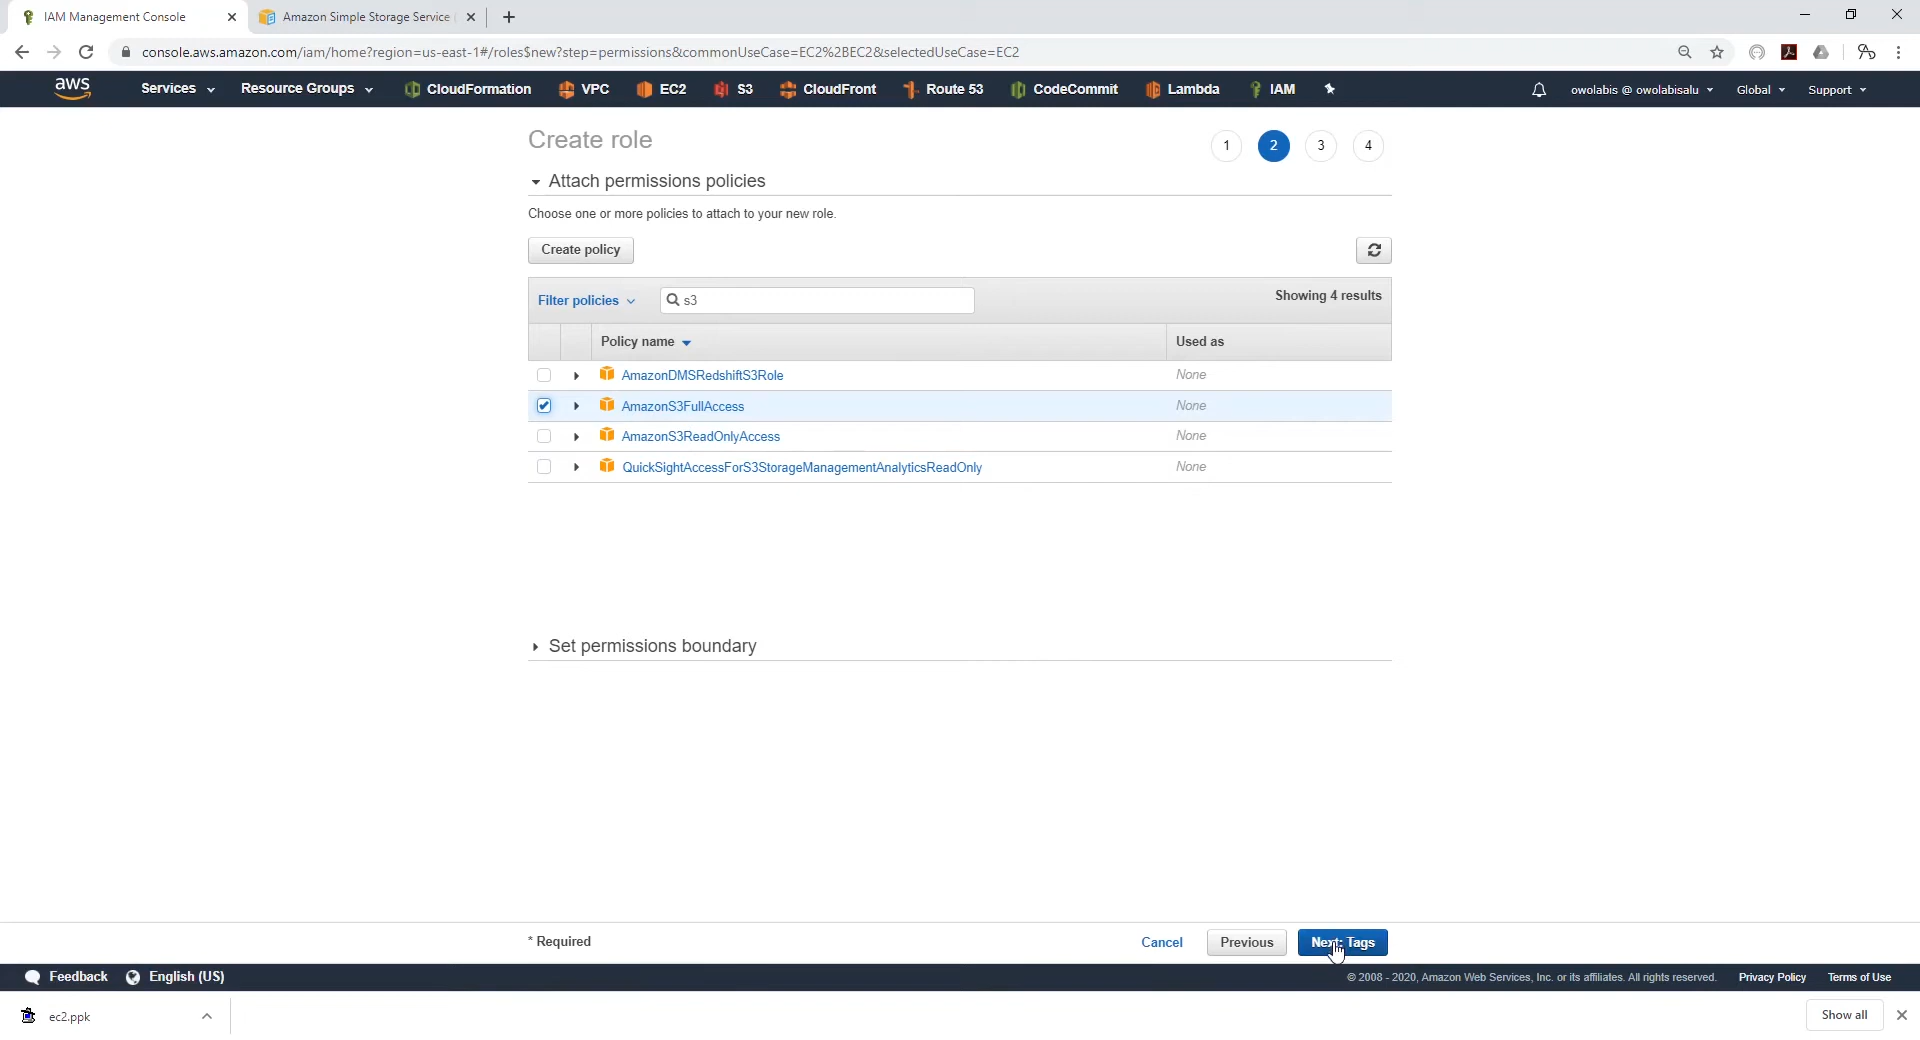 IAM Management Console
Amazon Simple Storage Service
console.aws.amazon.com/iam/home?region=us-east-1#/roles$new?step=permissions&commonUseCase=EC2%2BEC2&selectedUseCase=EC2
aws Services Resource Groups CloudFormation VPC EC2 S3 CloudFront Route 53 CodeCommit Lambda IAM owolabis @ owolabisalu Global Support
Create role
1 2 3 4
Attach permissions policies
Choose one or more policies to attach to your new role.
Create policy
Filter policies s3 Showing 4 results
Policy name Used as
AmazonDMSRedshiftS3Role None
AmazonS3FullAccess None
AmazonS3ReadOnlyAccess None
QuickSightAccessForS3StorageManagementAnalyticsReadOnly None
Set permissions boundary
* Required Cancel Previous Next: Tags
Feedback English (US) © 2008 - 2020, Amazon Web Services, Inc. or its affiliates. All rights reserved. Privacy Policy Terms of Use
ec2.ppk Show all